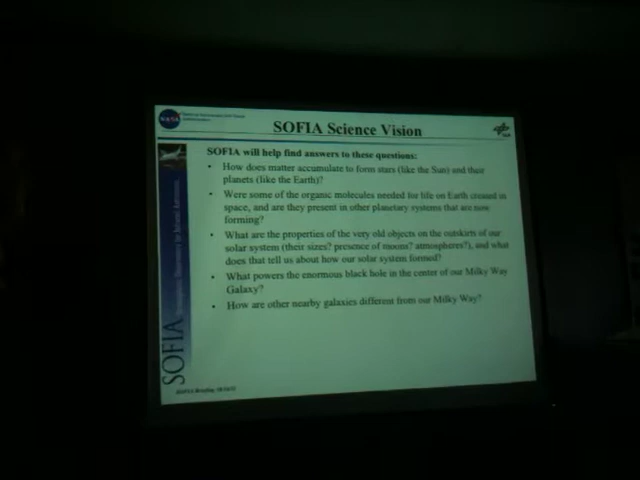 NASA
SOFIA Science Vision
SOFIA will help find answers to these questions:
• How does matter accumulate to form stars (like the Sun) and their
planets (like the Earth)?
• Were some of the organic molecules needed for life on Earth created in
space, and are they present in other planetary systems that are now
forming?
• What are the properties of the very old objects on the outskirts of our
solar system (their sizes? presence of moons? atmospheres?), and what
does that tell us about how our solar system formed?
• What powers the enormous black hole in the center of our Milky Way
Galaxy?
• How are other nearby galaxies different from our Milky Way?
SOFIA
SOFIA Briefing